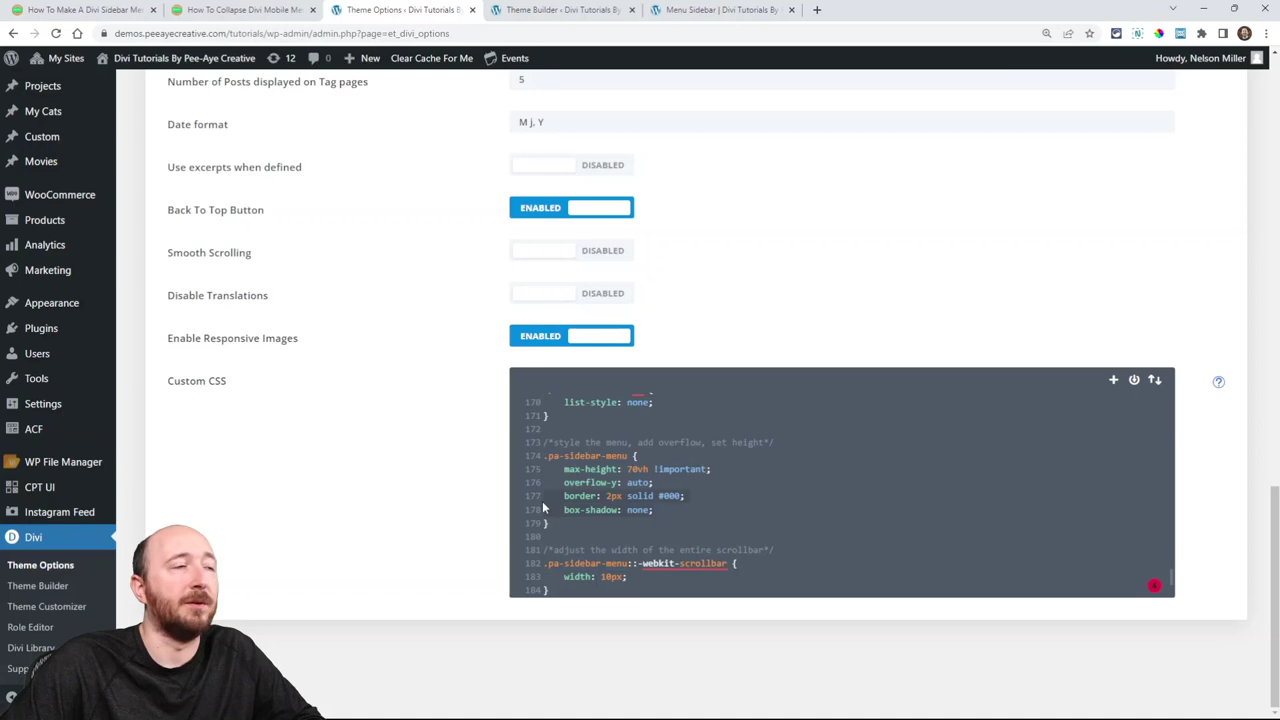 How To Make A Divi Sidebar Me
How To Collapse Divi Mobile Me
Theme Options ‹ Divi Tutorials B
Theme Builder ‹ Divi Tutorials By
Menu Sidebar | Divi Tutorials By
demos.peeayecreative.com/tutorials/wp-admin/admin.php?page=et_divi_options
My Sites
Divi Tutorials By Pee-Aye Creative
12
New
Clear Cache For Me
Events
Howdy, Nelson Miller
Projects
My Cats
Custom
Movies
WooCommerce
Products
Analytics
Marketing
Appearance
Plugins
Users
Tools
Settings
ACF
WP File Manager
CPT UI
Instagram Feed
Divi
Theme Options
Theme Builder
Theme Customizer
Role Editor
Divi Library
Supp
Number of Posts displayed on Tag pages
5
Date format
M j, Y
Use excerpts when defined
DISABLED
Back To Top Button
ENABLED
Smooth Scrolling
DISABLED
Disable Translations
DISABLED
Enable Responsive Images
ENABLED
Custom CSS
170 list-style: none;
171 }
172
173 /*style the menu, add overflow, set height*/
174 .pa-sidebar-menu {
175 max-height: 70vh !important;
176 overflow-y: auto;
177 border: 2px solid #000;
178 box-shadow: none;
179 }
180
181 /*adjust the width of the entire scrollbar*/
182 .pa-sidebar-menu::-webkit-scrollbar {
183 width: 10px;
184 }